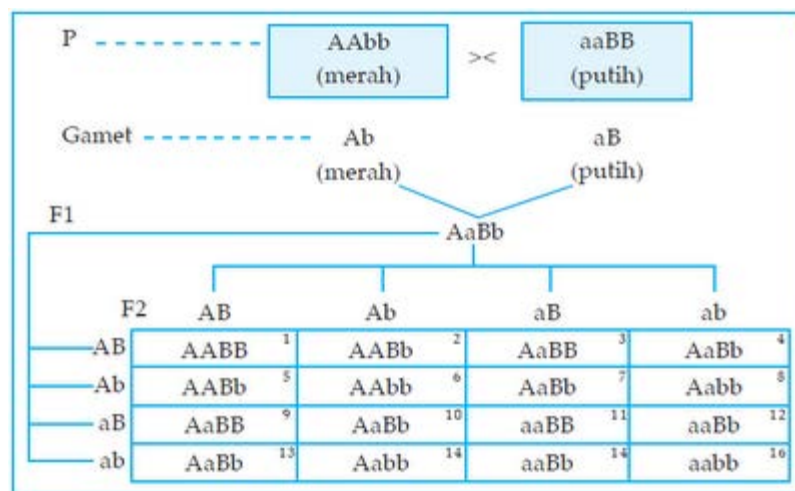 P AAbb >< aaBB
(merah) (putih)
Gamet Ab aB
(merah) (putih)
F1
AaBb
F2 AB Ab aB ab
AB AABB 1 AABb 2 AaBB 3 AaBb 4
Ab AABb 5 AAbb 6 AaBb 7 Aabb 8
aB AaBB 9 AaBb 10 aaBB 11 aaBb 12
ab AaBb 13 Aabb 14 aaBb 14 aabb 16